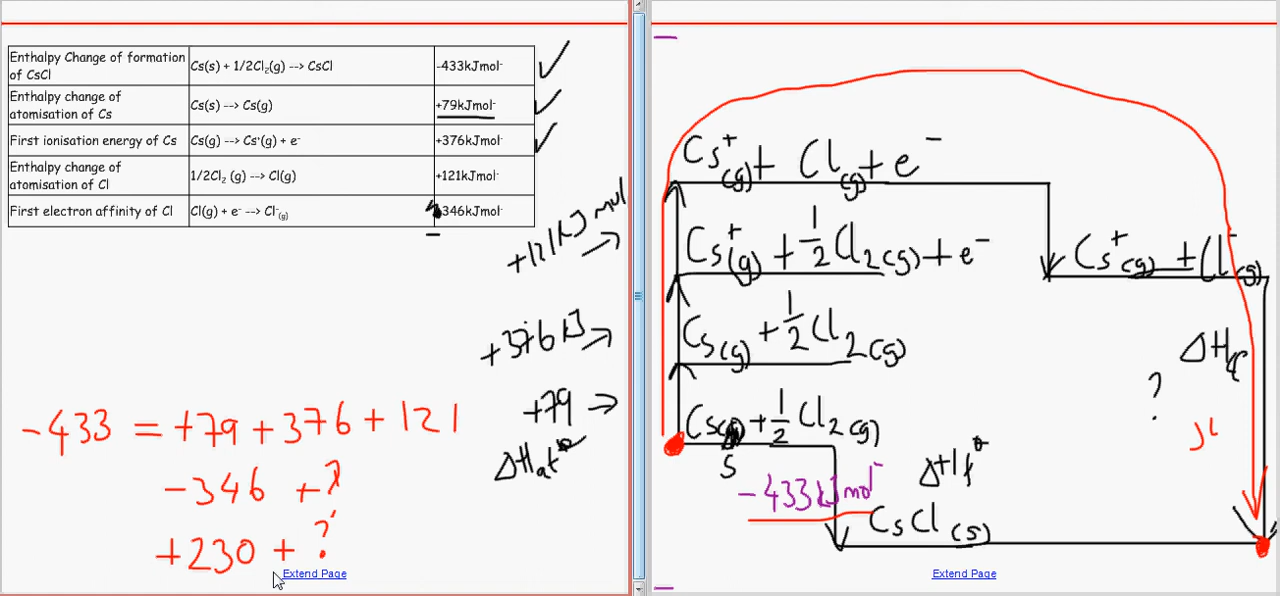 Enthalpy Change of formation of CsCl
Cs(s) + 1/2Cl₂(g) --> CsCl
-433kJmol⁻
Enthalpy change of atomisation of Cs
Cs(s) --> Cs(g)
+79kJmol⁻
First ionisation energy of Cs
Cs(g) --> Cs⁺(g) + e⁻
+376kJmol⁻
Enthalpy change of atomisation of Cl
1/2Cl₂ (g) --> Cl(g)
+121kJmol⁻
First electron affinity of Cl
Cl(g) + e⁻ --> Cl⁻(g)
-346kJmol⁻
+121kJ mol
+376 kJ
+79
ΔHat°
-433 = +79 + 376 + 121
-346 + ?
+230 + ?
Extend Page
Cs⁺(g) + Cl(g) + e⁻
Cs⁺(g) + 1/2 Cl₂(g) + e⁻
Cs⁺(g) + Cl⁻(g)
Cs(g) + 1/2 Cl₂(g)
ΔH
?
Cs(s) + 1/2 Cl₂(g)
s
ΔHf°
-433kJmol⁻
CsCl (s)
Extend Page